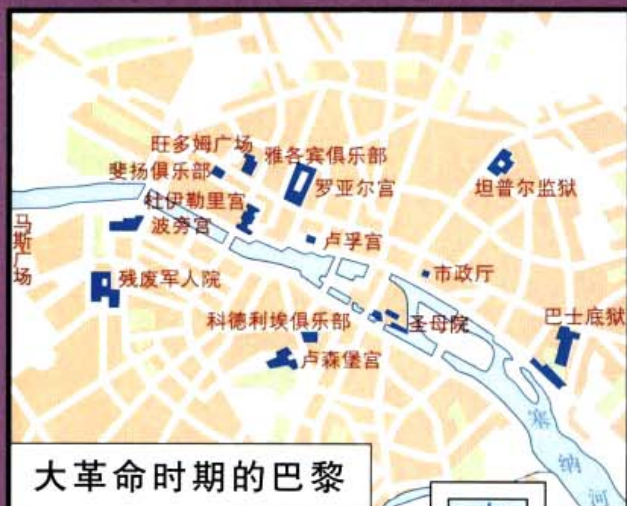 旺多姆广场
雅各宾俱乐部
斐扬俱乐部
罗亚尔宫
坦普尔监狱
杜伊勒里宫
马斯广场
波旁宫
卢孚宫
残废军人院
市政厅
科德利埃俱乐部
圣母院
巴士底狱
卢森堡宫
塞纳河
大革命时期的巴黎